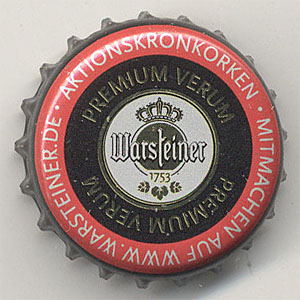 AKTIONSKRONKORKEN • MITMACHEN AUF WWW.WARSTEINER.DE •
PREMIUM VERUM
Warsteiner
1753
PREMIUM VERUM